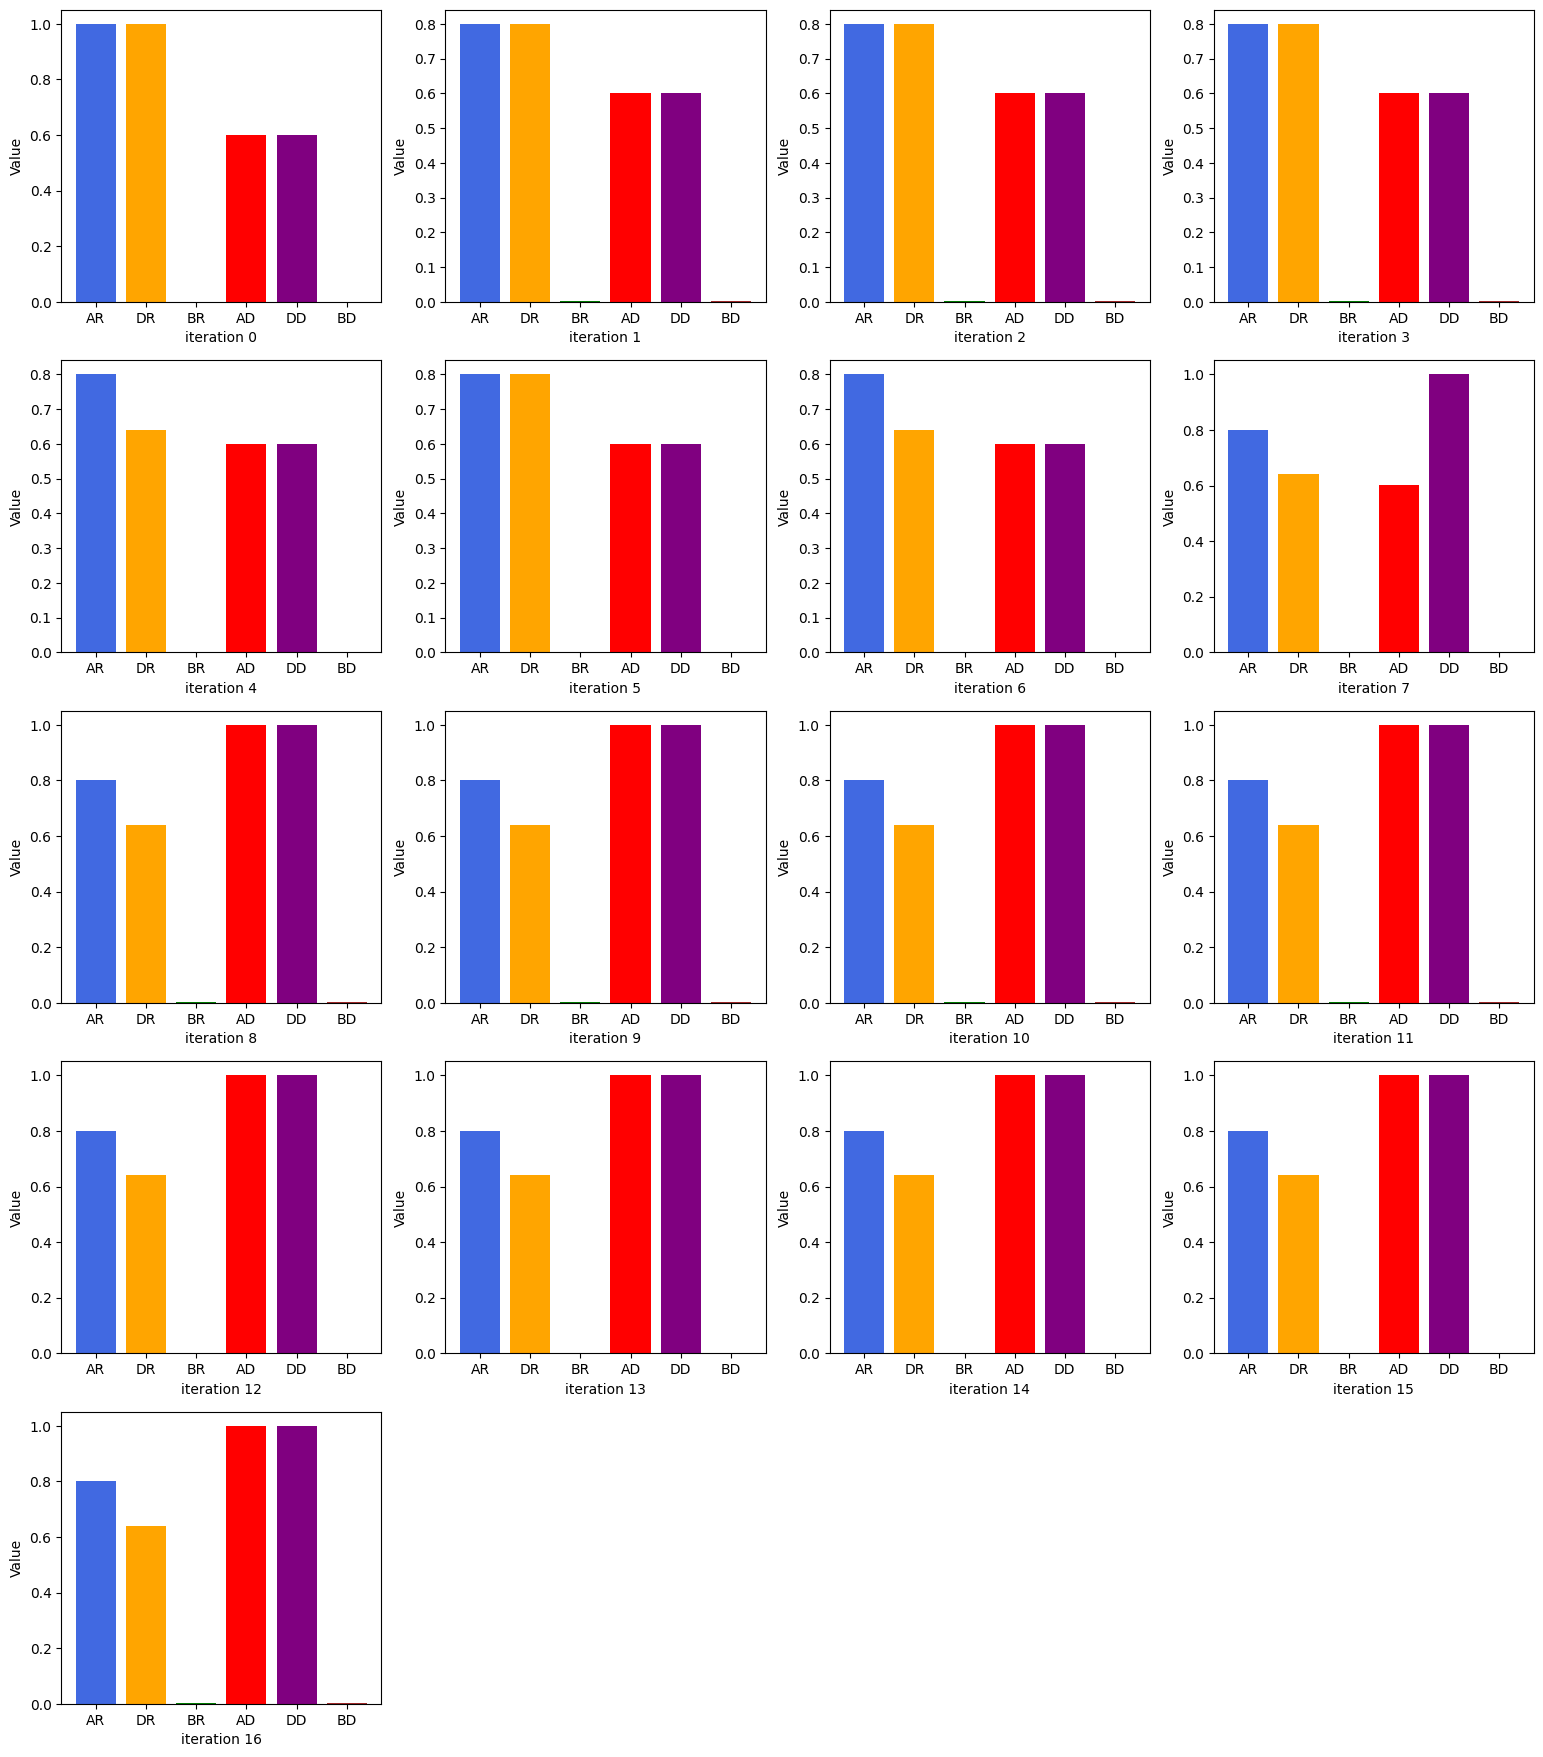 Value
1.0
0.8
0.6
0.4
0.2
0.0
AR DR BR AD DD BD
iteration 0
Value
0.8
0.7
0.6
0.5
0.4
0.3
0.2
0.1
0.0
AR DR BR AD DD BD
iteration 1
Value
0.8
0.7
0.6
0.5
0.4
0.3
0.2
0.1
0.0
AR DR BR AD DD BD
iteration 2
Value
0.8
0.7
0.6
0.5
0.4
0.3
0.2
0.1
0.0
AR DR BR AD DD BD
iteration 3
Value
0.8
0.7
0.6
0.5
0.4
0.3
0.2
0.1
0.0
AR DR BR AD DD BD
iteration 4
Value
0.8
0.7
0.6
0.5
0.4
0.3
0.2
0.1
0.0
AR DR BR AD DD BD
iteration 5
Value
0.8
0.7
0.6
0.5
0.4
0.3
0.2
0.1
0.0
AR DR BR AD DD BD
iteration 6
Value
1.0
0.8
0.6
0.4
0.2
0.0
AR DR BR AD DD BD
iteration 7
Value
1.0
0.8
0.6
0.4
0.2
0.0
AR DR BR AD DD BD
iteration 8
Value
1.0
0.8
0.6
0.4
0.2
0.0
AR DR BR AD DD BD
iteration 9
Value
1.0
0.8
0.6
0.4
0.2
0.0
AR DR BR AD DD BD
iteration 10
Value
1.0
0.8
0.6
0.4
0.2
0.0
AR DR BR AD DD BD
iteration 11
Value
1.0
0.8
0.6
0.4
0.2
0.0
AR DR BR AD DD BD
iteration 12
Value
1.0
0.8
0.6
0.4
0.2
0.0
AR DR BR AD DD BD
iteration 13
Value
1.0
0.8
0.6
0.4
0.2
0.0
AR DR BR AD DD BD
iteration 14
Value
1.0
0.8
0.6
0.4
0.2
0.0
AR DR BR AD DD BD
iteration 15
Value
1.0
0.8
0.6
0.4
0.2
0.0
AR DR BR AD DD BD
iteration 16